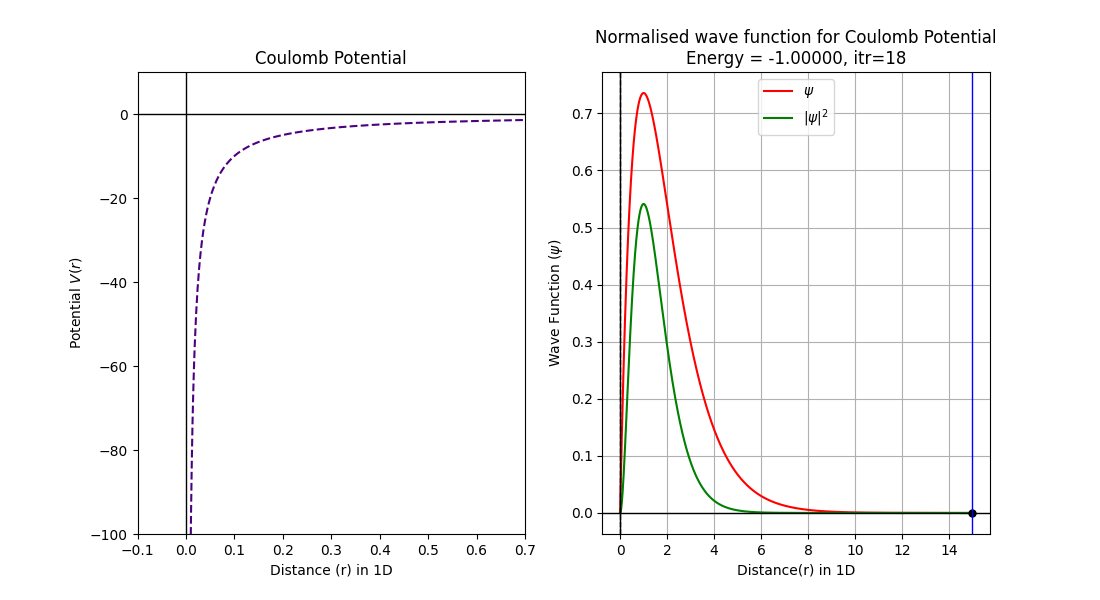 Coulomb Potential
Potential V(r)
0
−20
−40
−60
−80
−100
−0.1 0.0 0.1 0.2 0.3 0.4 0.5 0.6 0.7
Distance (r) in 1D
Normalised wave function for Coulomb Potential
Energy = -1.00000, itr=18
ψ
|ψ|²
Wave Function (ψ)
0.7
0.6
0.5
0.4
0.3
0.2
0.1
0.0
0 2 4 6 8 10 12 14
Distance(r) in 1D